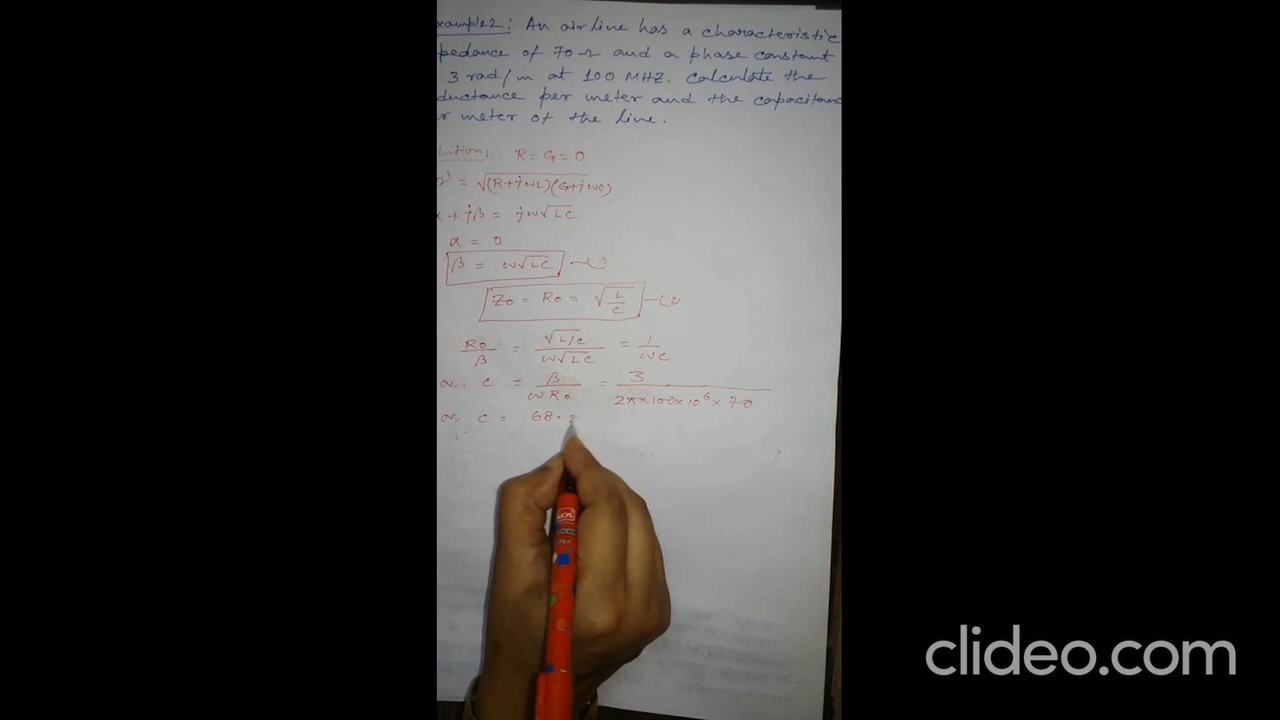 xample2: An air line has a characteristic
pedance of 70 Ω and a phase constant
3 rad/m at 100 MHZ. Calculate the
ductance per meter and the capacitanc
r meter of the line.
lution:. R = G = 0
γ = √(R+jωL)(G+jωC)
α + jβ = jω√LC
α = 0
β = ω√LC —(1)
Z0 = R0 = √L/C —(2)
R0/β = √L/C / ω√LC = 1/ωC
or, C = β/ωR0 = 3 / 2π×100×10⁶×70
or, C = 68.2
clideo.com